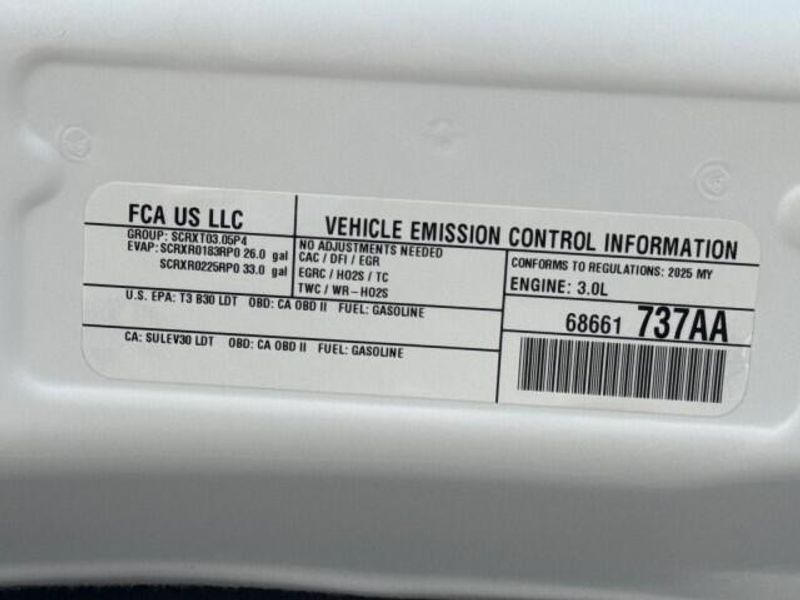 FCA US LLC
GROUP: SCRXT03.05P4
EVAP: SCRXR0183RP0 26.0 gal
SCRXR0225RP0 33.0 gal
VEHICLE EMISSION CONTROL INFORMATION
NO ADJUSTMENTS NEEDED
CAC / DFI / EGR
EGRC / HO2S / TC
TWC / WR-HO2S
CONFORMS TO REGULATIONS: 2025 MY
ENGINE: 3.0L
U.S. EPA: T3 B30 LDT OBD: CA OBD II FUEL: GASOLINE
CA: SULEV30 LDT OBD: CA OBD II FUEL: GASOLINE
68661 737AA